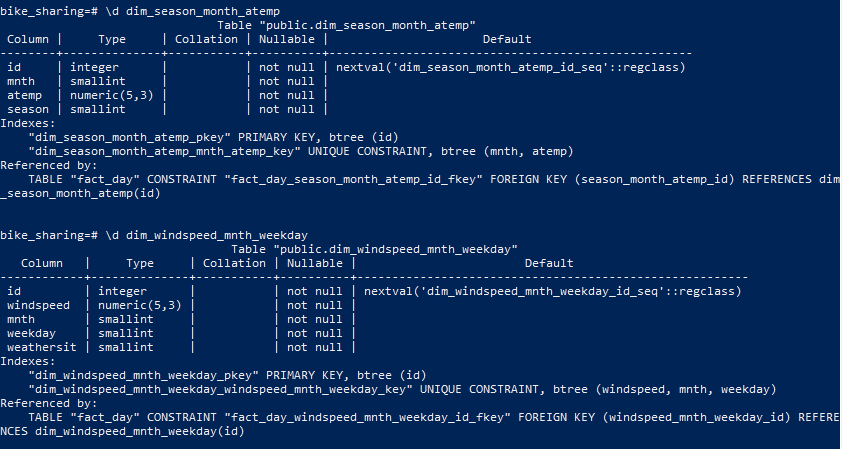 bike_sharing=# \d dim_season_month_atemp
                              Table "public.dim_season_month_atemp"
 Column |     Type     | Collation | Nullable |                      Default
--------+--------------+-----------+----------+----------------------------------------------------
 id     | integer      |           | not null | nextval('dim_season_month_atemp_id_seq'::regclass)
 mnth   | smallint     |           | not null |
 atemp  | numeric(5,3) |           | not null |
 season | smallint     |           | not null |
Indexes:
    "dim_season_month_atemp_pkey" PRIMARY KEY, btree (id)
    "dim_season_month_atemp_mnth_atemp_key" UNIQUE CONSTRAINT, btree (mnth, atemp)
Referenced by:
    TABLE "fact_day" CONSTRAINT "fact_day_season_month_atemp_id_fkey" FOREIGN KEY (season_month_atemp_id) REFERENCES dim
_season_month_atemp(id)
bike_sharing=# \d dim_windspeed_mnth_weekday
                                Table "public.dim_windspeed_mnth_weekday"
   Column   |     Type     | Collation | Nullable |                        Default
------------+--------------+-----------+----------+--------------------------------------------------------
 id         | integer      |           | not null | nextval('dim_windspeed_mnth_weekday_id_seq'::regclass)
 windspeed  | numeric(5,3) |           | not null |
 mnth       | smallint     |           | not null |
 weekday    | smallint     |           | not null |
 weathersit | smallint     |           | not null |
Indexes:
    "dim_windspeed_mnth_weekday_pkey" PRIMARY KEY, btree (id)
    "dim_windspeed_mnth_weekday_windspeed_mnth_weekday_key" UNIQUE CONSTRAINT, btree (windspeed, mnth, weekday)
Referenced by:
    TABLE "fact_day" CONSTRAINT "fact_day_windspeed_mnth_weekday_id_fkey" FOREIGN KEY (windspeed_mnth_weekday_id) REFERE
NCES dim_windspeed_mnth_weekday(id)